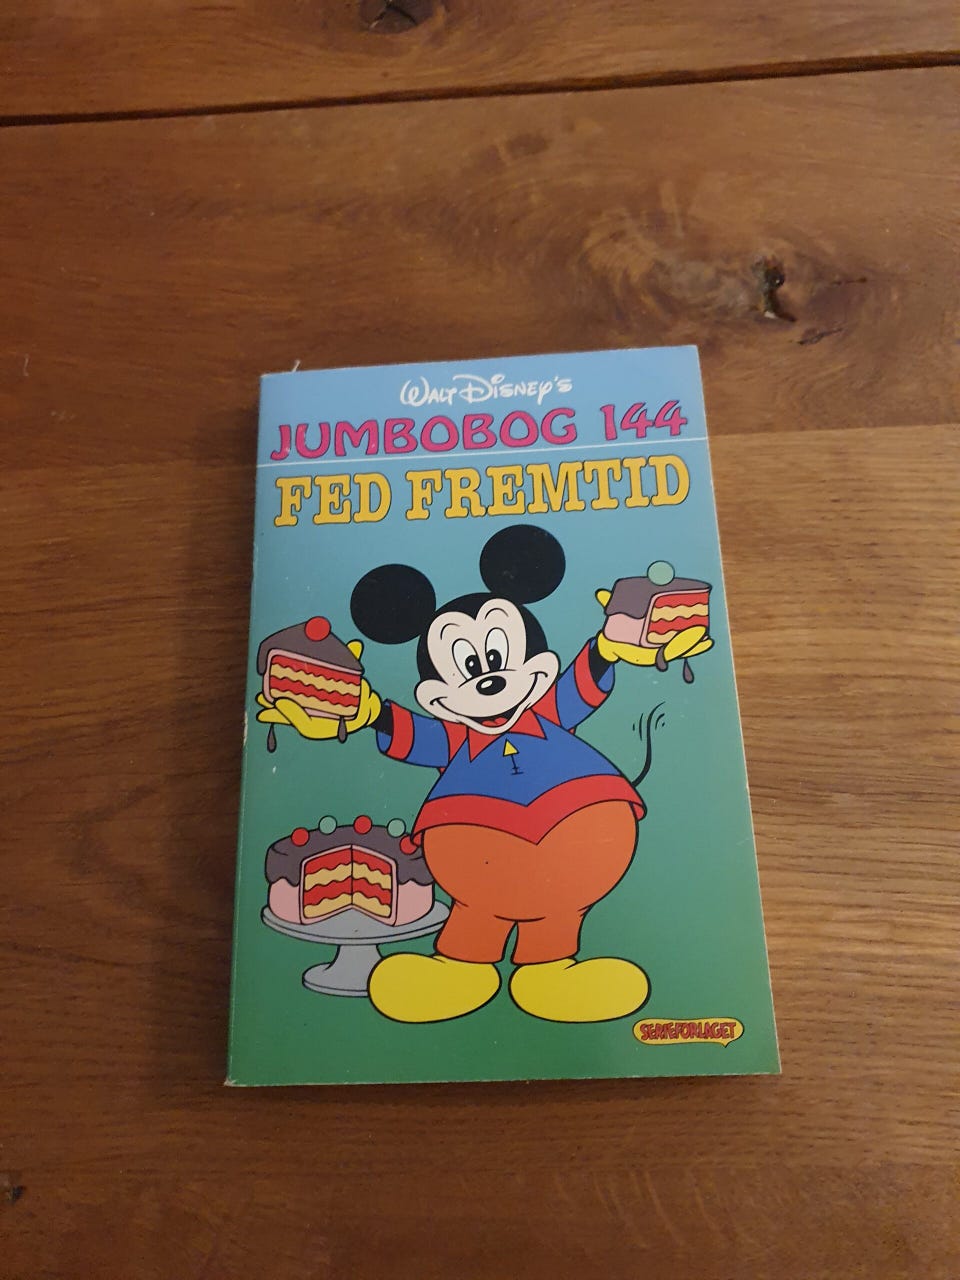 WALT DISNEY'S
JUMBOBOG 144
FED FREMTID
SERIEFORLAGET